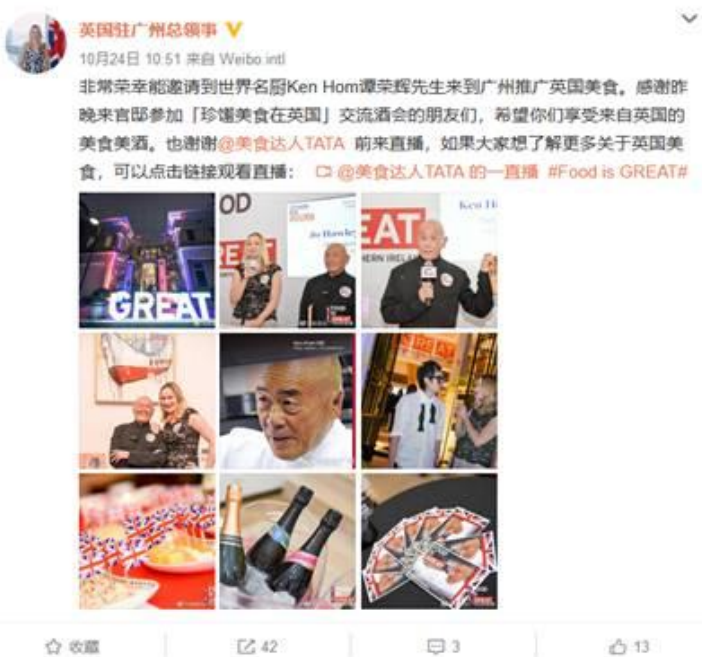 英国驻广州总领事
10月24日 10:51 来自 Weibo.intl
非常荣幸能邀请到世界名厨Ken Hom谭荣辉先生来到广州推广英国美食。感谢昨
晚来官邸参加「珍馐美食在英国」交流酒会的朋友们，希望你们享受来自英国的
美食美酒。也谢谢@美食达人TATA 前来直播，如果大家想了解更多关于英国美
食，可以点击链接观看直播： @美食达人TATA 的一直播 #Food is GREAT#
GREAT
OD
REAT
Jo Hawley
EAT
HERN IREL
Ken Ho
收藏
42
3
13